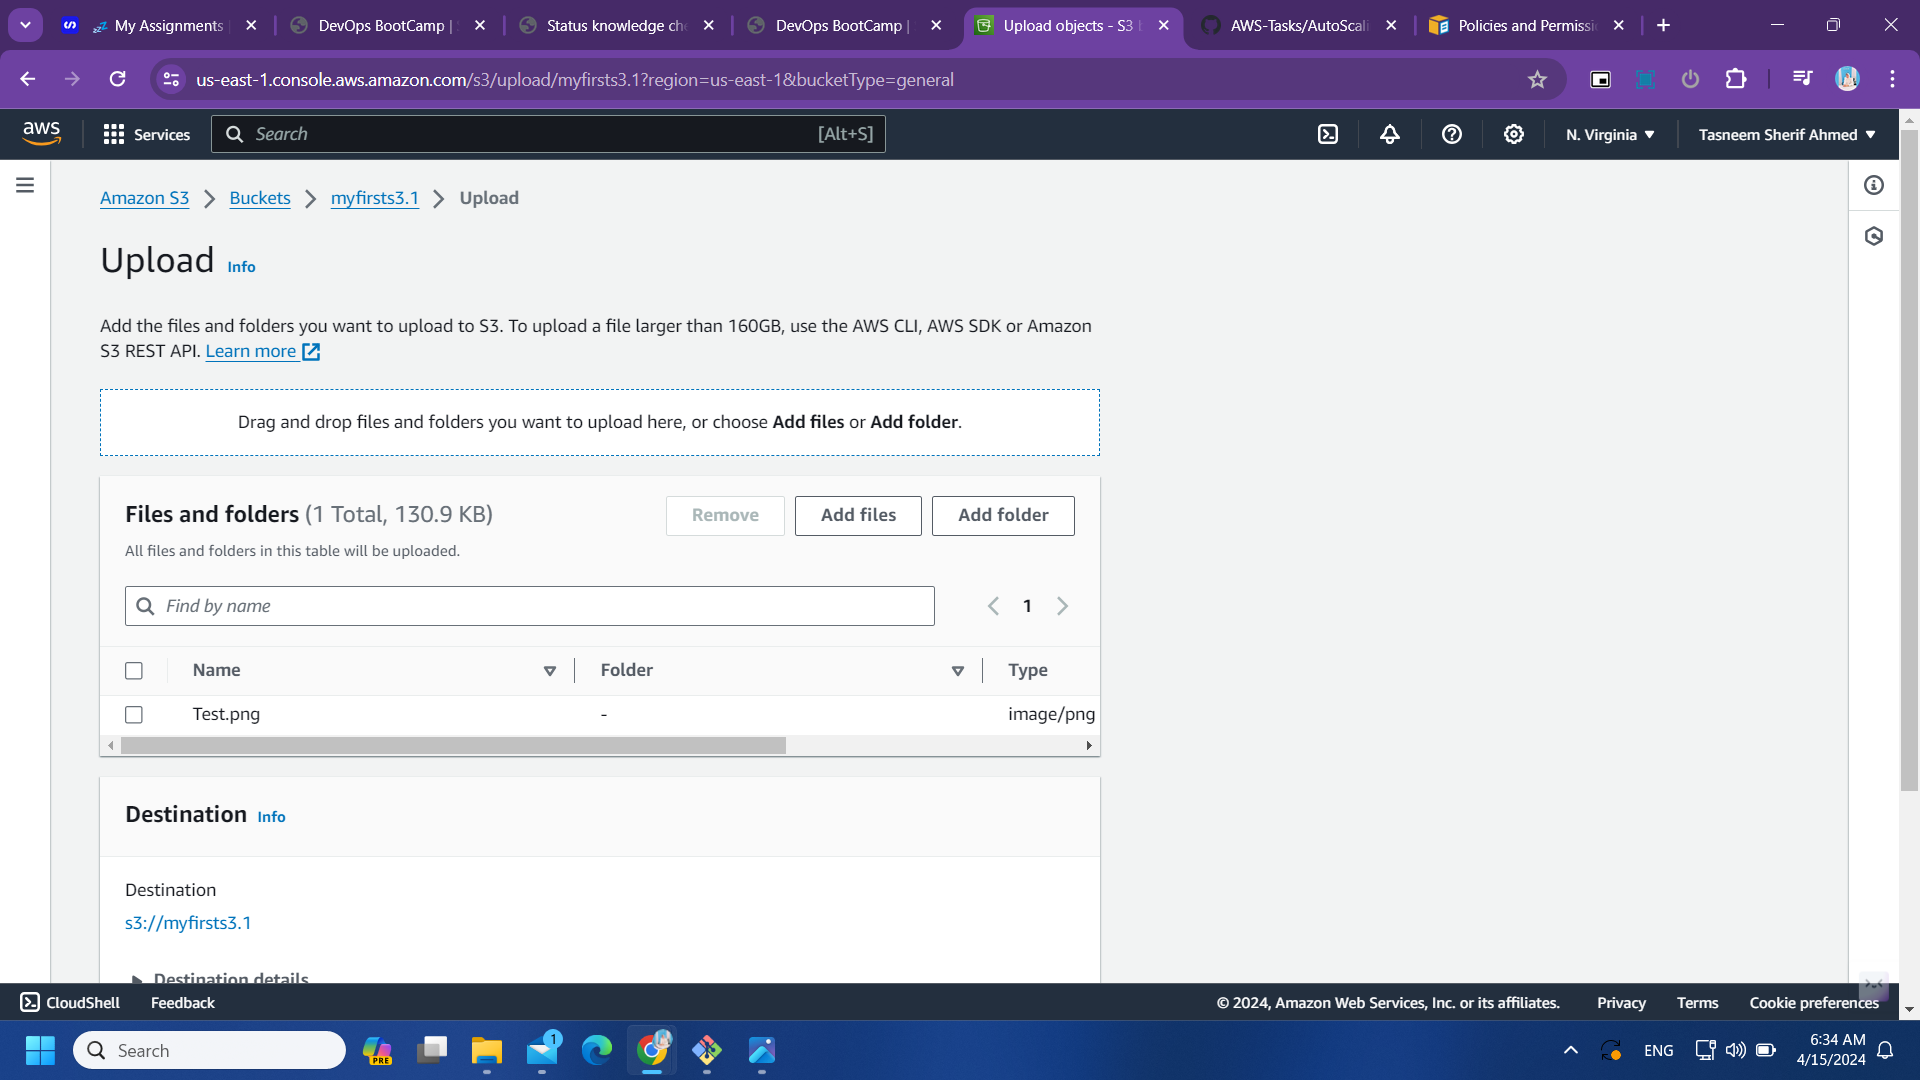 My Assignments
DevOps BootCamp |
Status knowledge che
DevOps BootCamp |
Upload objects - S3 b
AWS-Tasks/AutoScali
Policies and Permissi
us-east-1.console.aws.amazon.com/s3/upload/myfirsts3.1?region=us-east-1&bucketType=general
aws
Services
Search
[Alt+S]
N. Virginia
Tasneem Sherif Ahmed
Amazon S3
Buckets
myfirsts3.1
Upload
Upload Info
Add the files and folders you want to upload to S3. To upload a file larger than 160GB, use the AWS CLI, AWS SDK or Amazon
S3 REST API. Learn more
Drag and drop files and folders you want to upload here, or choose Add files or Add folder.
Files and folders (1 Total, 130.9 KB)
Remove
Add files
Add folder
All files and folders in this table will be uploaded.
Find by name
1
Name
Folder
Type
Test.png
-
image/png
Destination Info
Destination
s3://myfirsts3.1
Destination details
CloudShell
Feedback
© 2024, Amazon Web Services, Inc. or its affiliates.
Privacy
Terms
Cookie preferences
Search
PRE
1
ENG
6:34 AM
4/15/2024